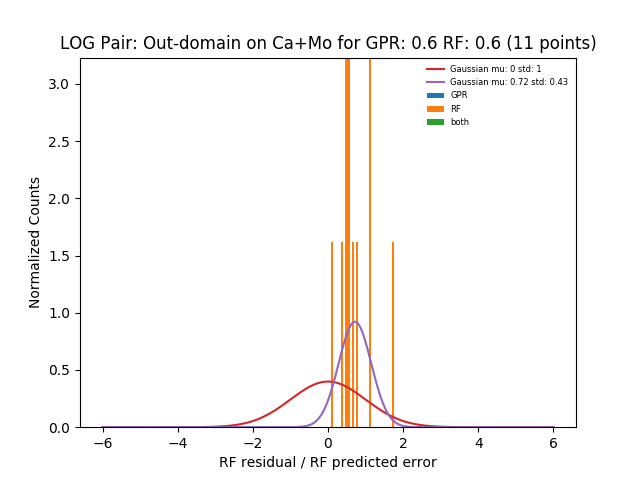 LOG Pair: Out-domain on Ca+Mo for GPR: 0.6 RF: 0.6 (11 points)
Gaussian mu: 0 std: 1
Gaussian mu: 0.72 std: 0.43
GPR
RF
both
Normalized Counts
3.0
2.5
2.0
1.5
1.0
0.5
0.0
−6 −4 −2 0 2 4 6
RF residual / RF predicted error